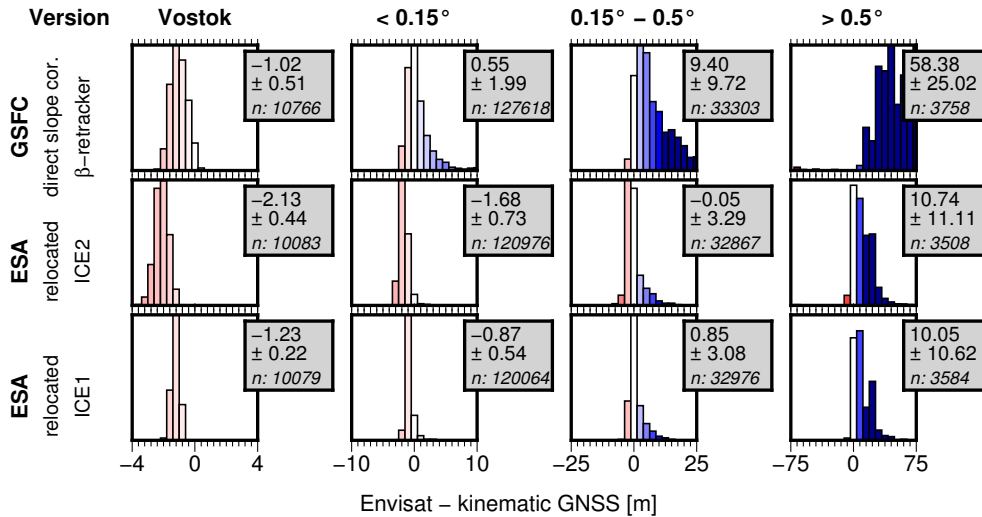 Version Vostok < 0.15° 0.15° − 0.5° > 0.5°
GSFC
direct slope cor.
β−retracker
−1.02
± 0.51
n: 10766
0.55
± 1.99
n: 127618
9.40
± 9.72
n: 33303
58.38
± 25.02
n: 3758
ESA
relocated
ICE2
−2.13
± 0.44
n: 10083
−1.68
± 0.73
n: 120976
−0.05
± 3.29
n: 32867
10.74
± 11.11
n: 3508
ESA
relocated
ICE1
−1.23
± 0.22
n: 10079
−0.87
± 0.54
n: 120064
0.85
± 3.08
n: 32976
10.05
± 10.62
n: 3584
−4 0 4 −10 0 10 −25 0 25 −75 0 75
Envisat − kinematic GNSS [m]